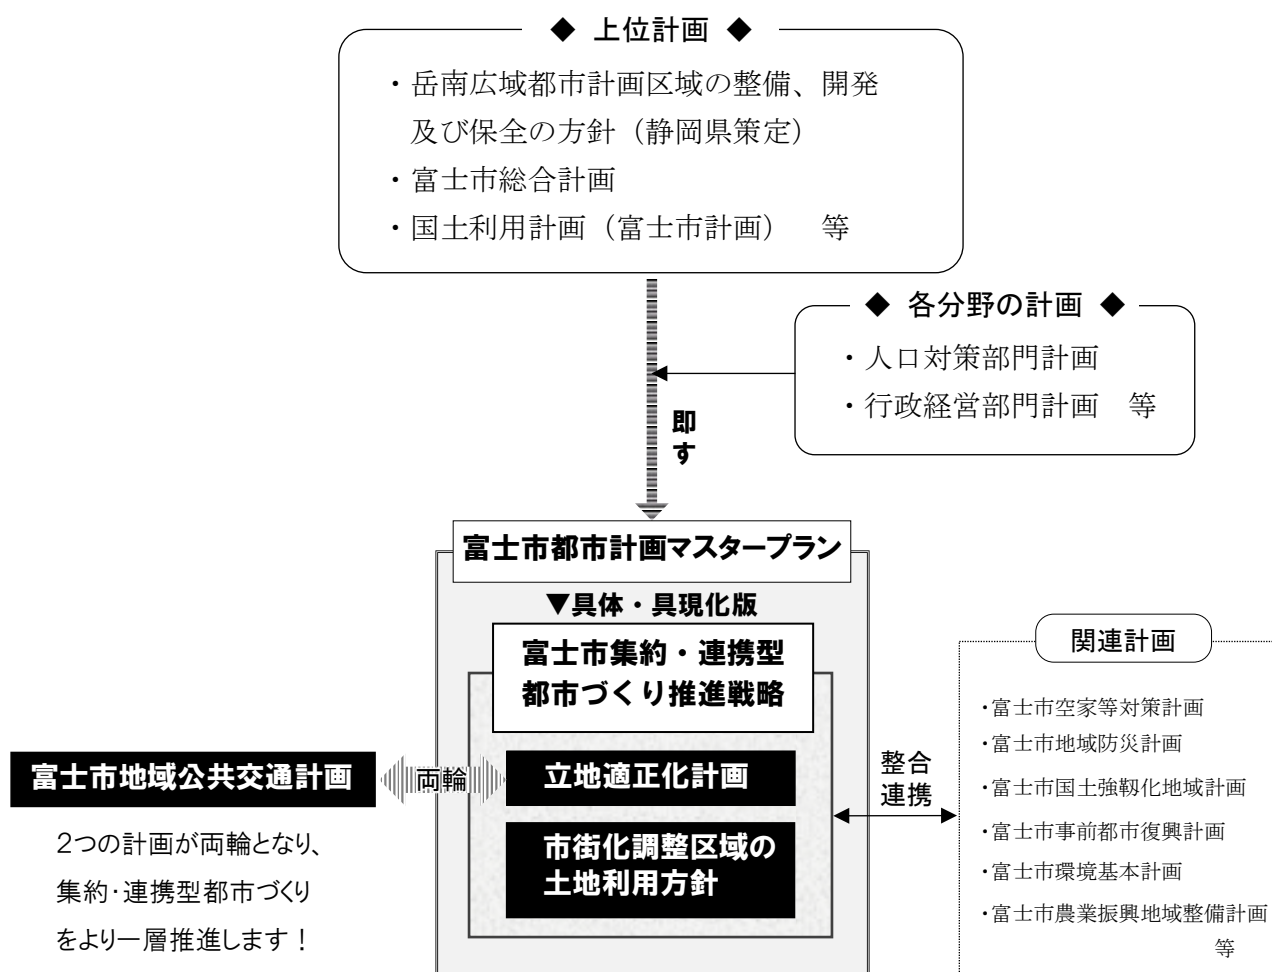 ◆ 上位計画 ◆
・岳南広域都市計画区域の整備、開発
及び保全の方針（静岡県策定）
・富士市総合計画
・国土利用計画（富士市計画） 等
◆ 各分野の計画 ◆
・人口対策部門計画
・行政経営部門計画 等
即す
富士市都市計画マスタープラン
▼具体・具現化版
富士市集約・連携型
都市づくり推進戦略
立地適正化計画
市街化調整区域の
土地利用方針
両輪
富士市地域公共交通計画
2つの計画が両輪となり、
集約・連携型都市づくり
をより一層推進します！
整合
連携
関連計画
・富士市空家等対策計画
・富士市地域防災計画
・富士市国土強靱化地域計画
・富士市事前都市復興計画
・富士市環境基本計画
・富士市農業振興地域整備計画
等